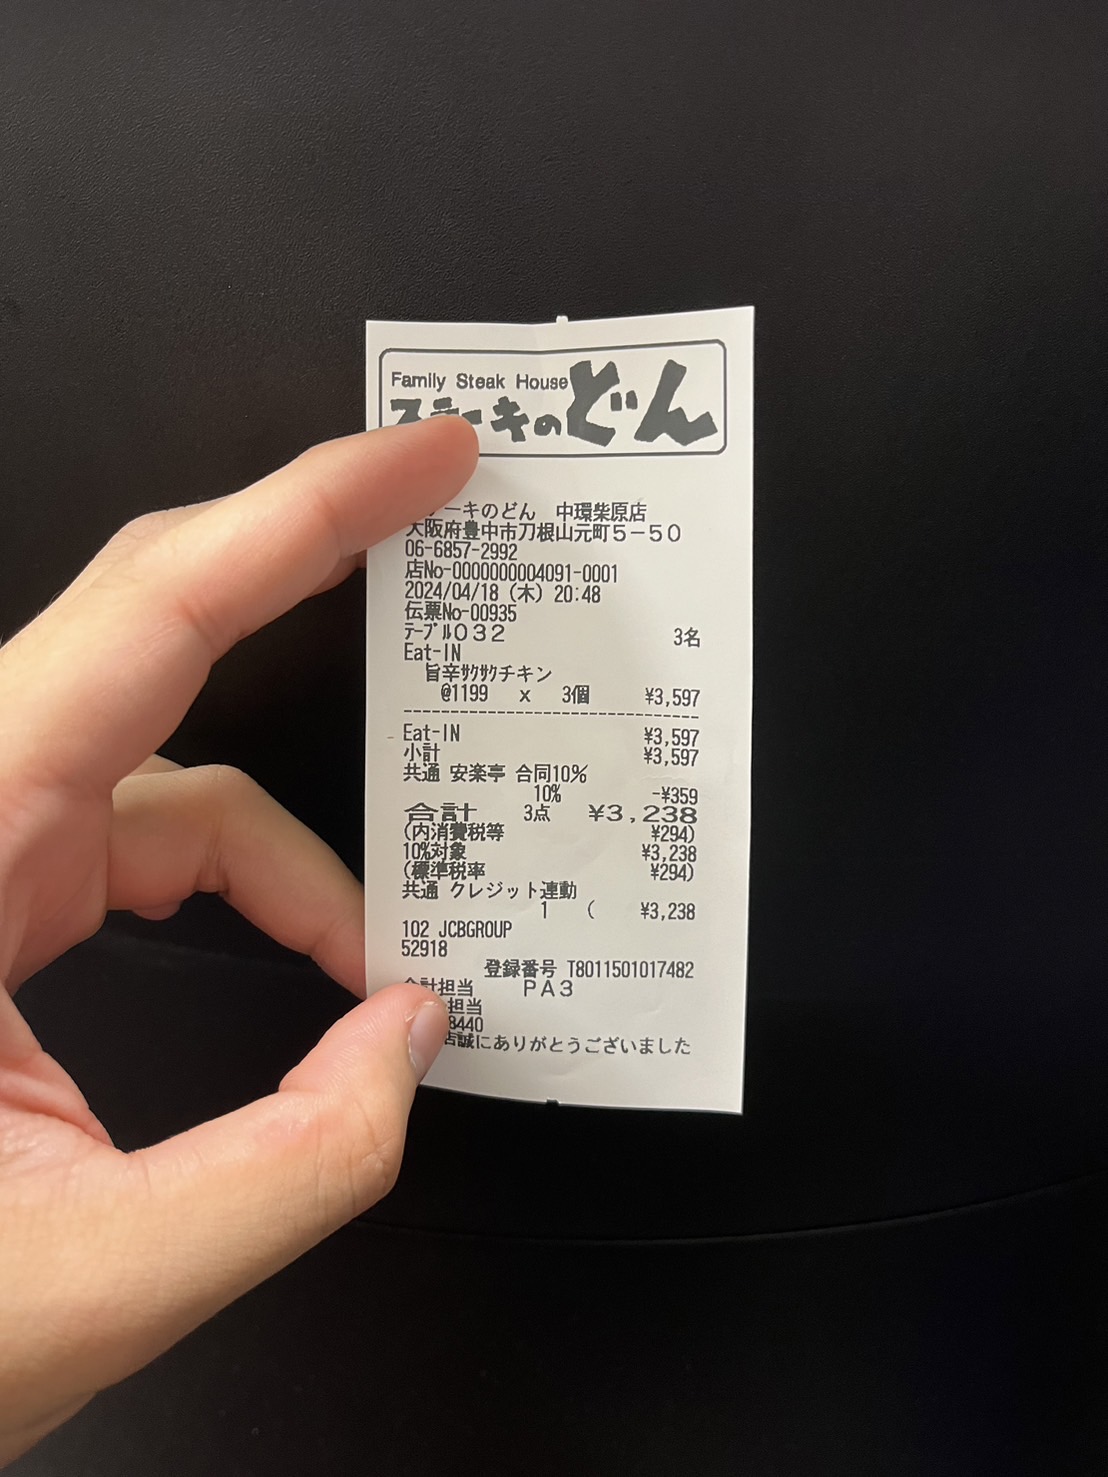 Family Steak House
ステーキのどん
ーキのどん 中環柴原店
大阪府豊中市刀根山元町5-50
06-6857-2992
店No-0000000004091-0001
2024/04/18 (木) 20:48
伝票No-00935
ﾃｰﾌﾞﾙ032 3名
Eat-IN
旨辛ｻｸｻｸチキン
@1199 x 3個 ¥3,597
Eat-IN ¥3,597
小計 ¥3,597
共通 安楽亭 合同10%
10% -¥359
合計 3点 ¥3,238
(内消費税等 ¥294)
10%対象 ¥3,238
(標準税率 ¥294)
共通 クレジット連動
1 ( ¥3,238
102 JCBGROUP
52918
登録番号 T8011501017482
会計担当 PA3
担当
8440
店誠にありがとうございました